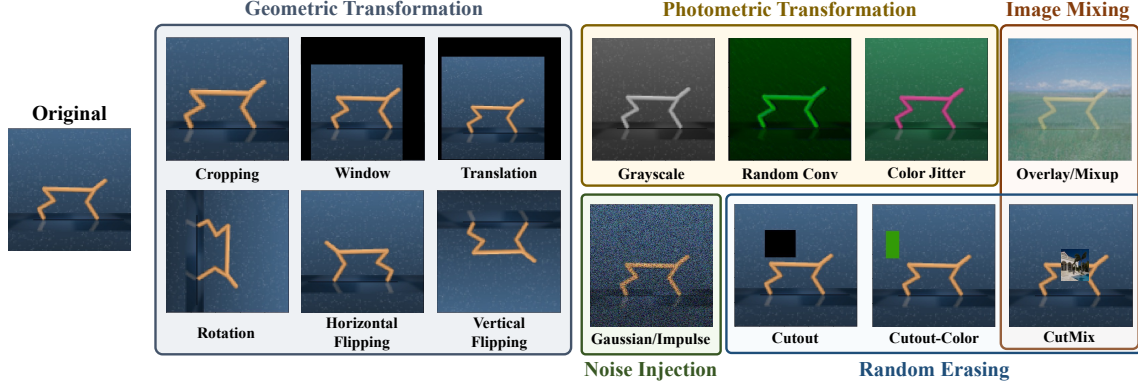 Geometric Transformation
Photometric Transformation
Image Mixing
Original
Cropping
Window
Translation
Grayscale
Random Conv
Color Jitter
Overlay/Mixup
Rotation
Horizontal
Flipping
Vertical
Flipping
Gaussian/Impulse
Cutout
Cutout-Color
CutMix
Noise Injection
Random Erasing